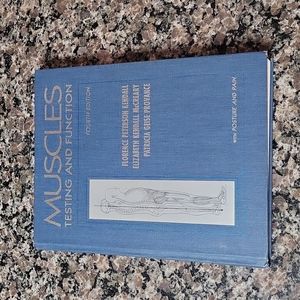 MUSCLES
TESTING AND FUNCTION
FOURTH EDITION
FLORENCE PETERSON KENDALL
ELIZABETH KENDALL McCREARY
PATRICIA GEISE PROVANCE
with POSTURE AND PAIN